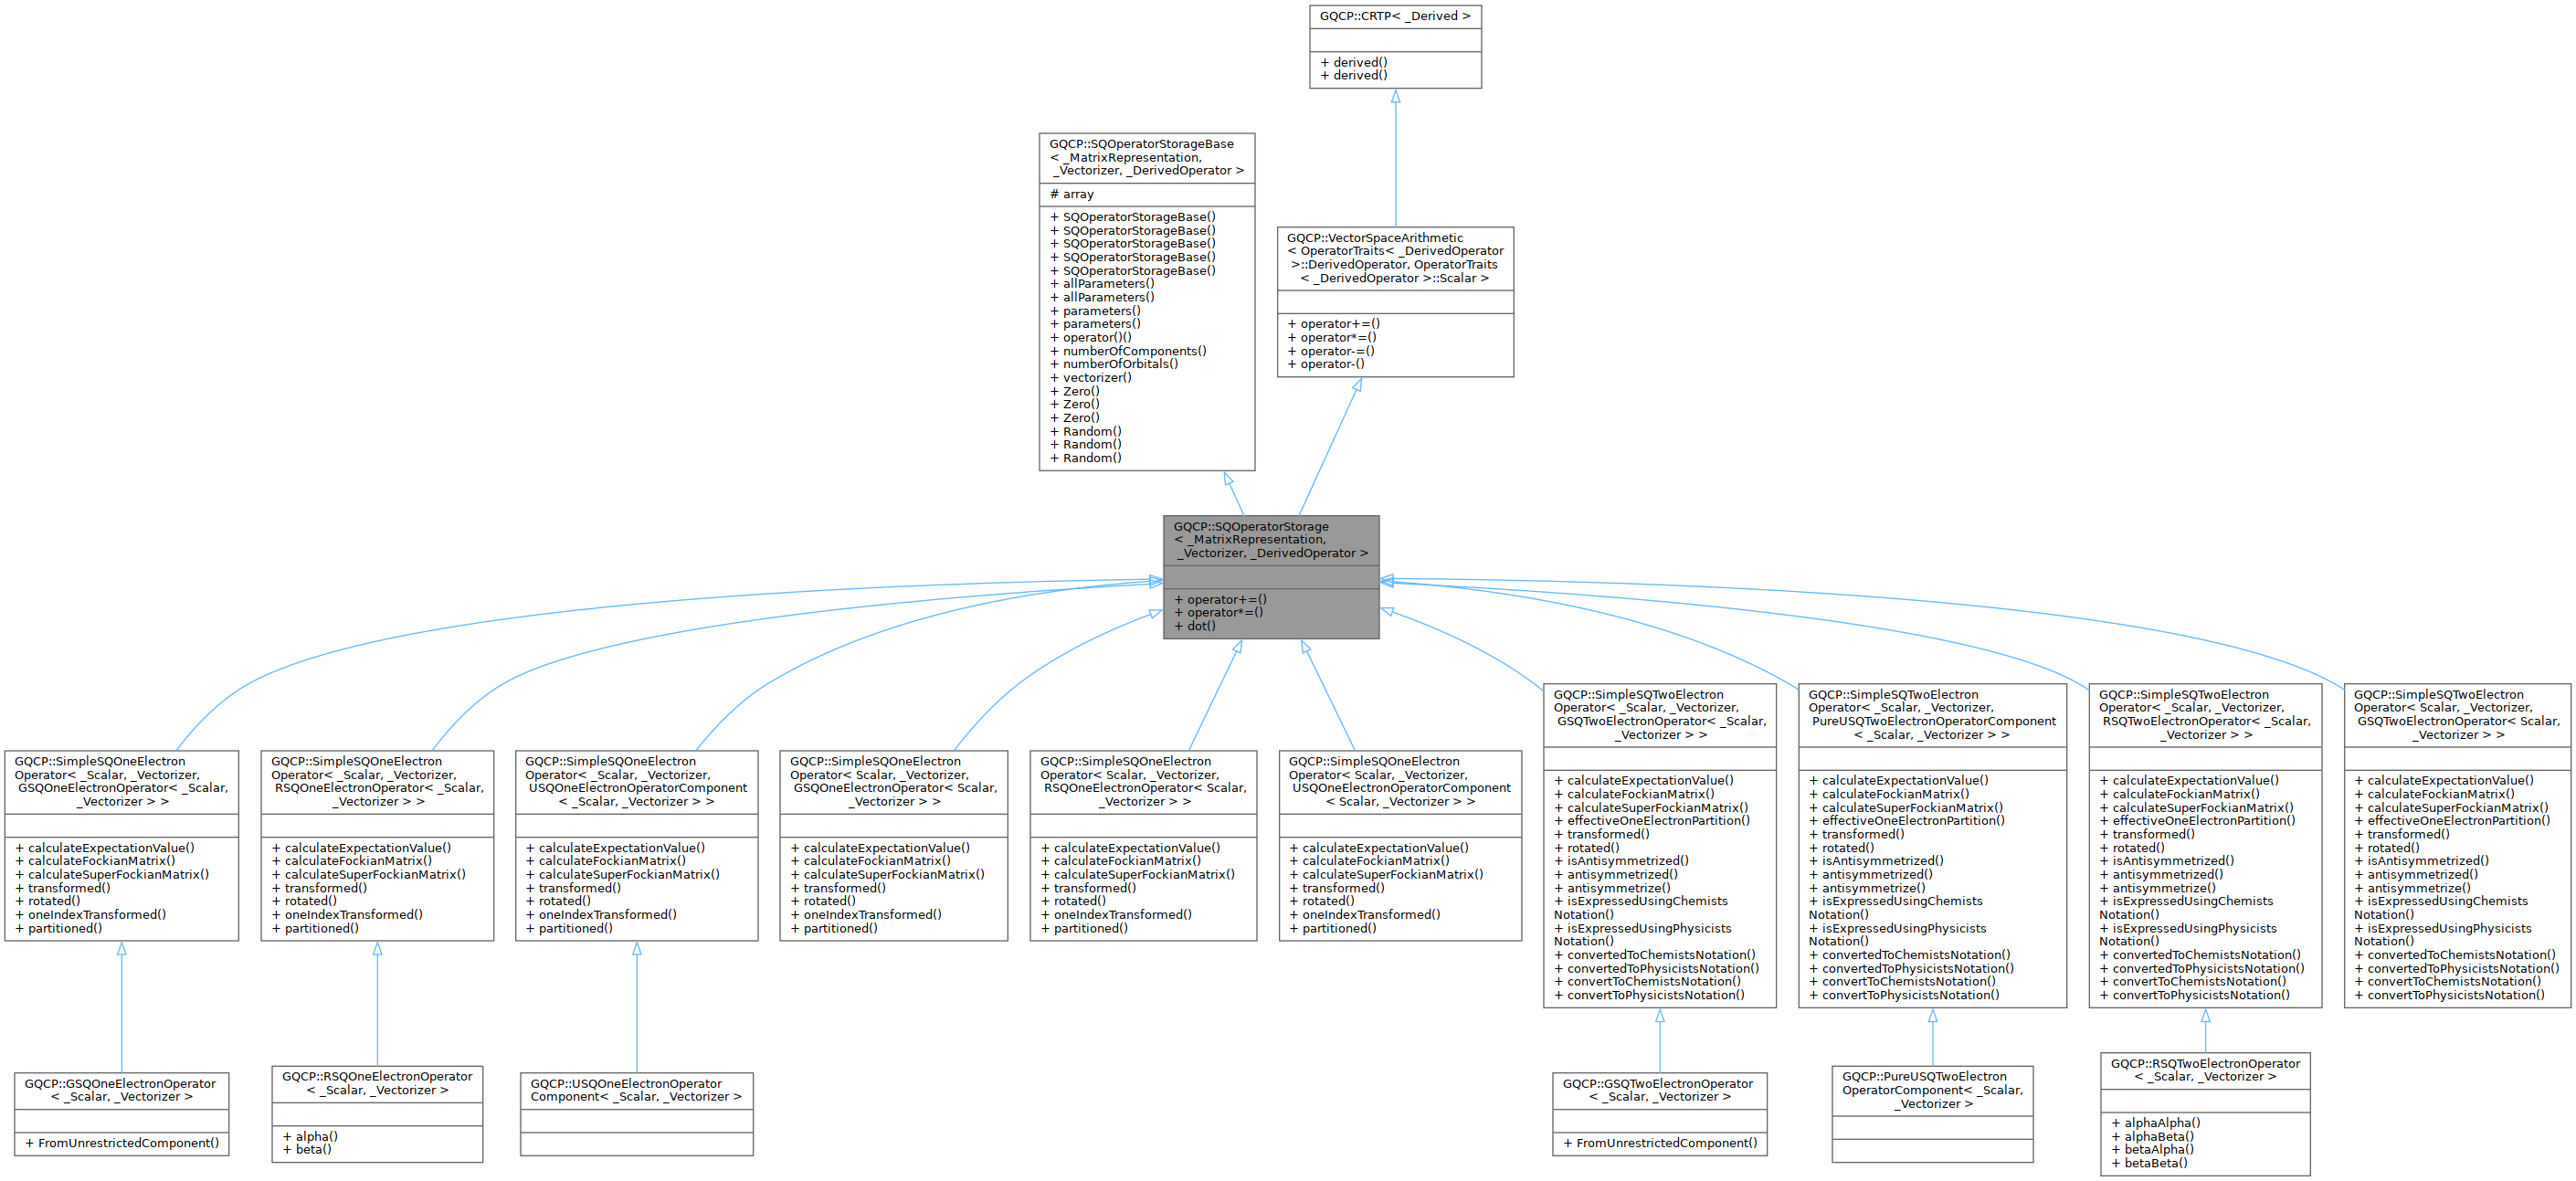 GQCP::CRTP< _Derived >
+ derived()
+ derived()
GQCP::SQOperatorStorageBase
< _MatrixRepresentation,
_Vectorizer, _DerivedOperator >
# array
+ SQOperatorStorageBase()
+ SQOperatorStorageBase()
+ SQOperatorStorageBase()
+ SQOperatorStorageBase()
+ SQOperatorStorageBase()
+ allParameters()
+ allParameters()
+ parameters()
+ parameters()
+ operator()()
+ numberOfComponents()
+ numberOfOrbitals()
+ vectorizer()
+ Zero()
+ Zero()
+ Zero()
+ Random()
+ Random()
+ Random()
GQCP::VectorSpaceArithmetic
< OperatorTraits< _DerivedOperator
>::DerivedOperator, OperatorTraits
< _DerivedOperator >::Scalar >
+ operator+=()
+ operator*=()
+ operator-=()
+ operator-()
GQCP::SQOperatorStorage
< _MatrixRepresentation,
_Vectorizer, _DerivedOperator >
+ operator+=()
+ operator*=()
+ dot()
GQCP::SimpleSQOneElectron
Operator< _Scalar, _Vectorizer,
GSQOneElectronOperator< _Scalar,
_Vectorizer > >
+ calculateExpectationValue()
+ calculateFockianMatrix()
+ calculateSuperFockianMatrix()
+ transformed()
+ rotated()
+ oneIndexTransformed()
+ partitioned()
GQCP::SimpleSQOneElectron
Operator< _Scalar, _Vectorizer,
RSQOneElectronOperator< _Scalar,
_Vectorizer > >
+ calculateExpectationValue()
+ calculateFockianMatrix()
+ calculateSuperFockianMatrix()
+ transformed()
+ rotated()
+ oneIndexTransformed()
+ partitioned()
GQCP::SimpleSQOneElectron
Operator< _Scalar, _Vectorizer,
USQOneElectronOperatorComponent
< _Scalar, _Vectorizer > >
+ calculateExpectationValue()
+ calculateFockianMatrix()
+ calculateSuperFockianMatrix()
+ transformed()
+ rotated()
+ oneIndexTransformed()
+ partitioned()
GQCP::SimpleSQOneElectron
Operator< Scalar, _Vectorizer,
GSQOneElectronOperator< Scalar,
_Vectorizer > >
+ calculateExpectationValue()
+ calculateFockianMatrix()
+ calculateSuperFockianMatrix()
+ transformed()
+ rotated()
+ oneIndexTransformed()
+ partitioned()
GQCP::SimpleSQOneElectron
Operator< Scalar, _Vectorizer,
RSQOneElectronOperator< Scalar,
_Vectorizer > >
+ calculateExpectationValue()
+ calculateFockianMatrix()
+ calculateSuperFockianMatrix()
+ transformed()
+ rotated()
+ oneIndexTransformed()
+ partitioned()
GQCP::SimpleSQOneElectron
Operator< Scalar, _Vectorizer,
USQOneElectronOperatorComponent
< Scalar, _Vectorizer > >
+ calculateExpectationValue()
+ calculateFockianMatrix()
+ calculateSuperFockianMatrix()
+ transformed()
+ rotated()
+ oneIndexTransformed()
+ partitioned()
GQCP::SimpleSQTwoElectron
Operator< _Scalar, _Vectorizer,
GSQTwoElectronOperator< _Scalar,
_Vectorizer > >
+ calculateExpectationValue()
+ calculateFockianMatrix()
+ calculateSuperFockianMatrix()
+ effectiveOneElectronPartition()
+ transformed()
+ rotated()
+ isAntisymmetrized()
+ antisymmetrized()
+ antisymmetrize()
+ isExpressedUsingChemists
Notation()
+ isExpressedUsingPhysicists
Notation()
+ convertedToChemistsNotation()
+ convertedToPhysicistsNotation()
+ convertToChemistsNotation()
+ convertToPhysicistsNotation()
GQCP::SimpleSQTwoElectron
Operator< _Scalar, _Vectorizer,
PureUSQTwoElectronOperatorComponent
< _Scalar, _Vectorizer > >
+ calculateExpectationValue()
+ calculateFockianMatrix()
+ calculateSuperFockianMatrix()
+ effectiveOneElectronPartition()
+ transformed()
+ rotated()
+ isAntisymmetrized()
+ antisymmetrized()
+ antisymmetrize()
+ isExpressedUsingChemists
Notation()
+ isExpressedUsingPhysicists
Notation()
+ convertedToChemistsNotation()
+ convertedToPhysicistsNotation()
+ convertToChemistsNotation()
+ convertToPhysicistsNotation()
GQCP::SimpleSQTwoElectron
Operator< _Scalar, _Vectorizer,
RSQTwoElectronOperator< _Scalar,
_Vectorizer > >
+ calculateExpectationValue()
+ calculateFockianMatrix()
+ calculateSuperFockianMatrix()
+ effectiveOneElectronPartition()
+ transformed()
+ rotated()
+ isAntisymmetrized()
+ antisymmetrized()
+ antisymmetrize()
+ isExpressedUsingChemists
Notation()
+ isExpressedUsingPhysicists
Notation()
+ convertedToChemistsNotation()
+ convertedToPhysicistsNotation()
+ convertToChemistsNotation()
+ convertToPhysicistsNotation()
GQCP::SimpleSQTwoElectron
Operator< Scalar, _Vectorizer,
GSQTwoElectronOperator< Scalar,
_Vectorizer > >
+ calculateExpectationValue()
+ calculateFockianMatrix()
+ calculateSuperFockianMatrix()
+ effectiveOneElectronPartition()
+ transformed()
+ rotated()
+ isAntisymmetrized()
+ antisymmetrized()
+ antisymmetrize()
+ isExpressedUsingChemists
Notation()
+ isExpressedUsingPhysicists
Notation()
+ convertedToChemistsNotation()
+ convertedToPhysicistsNotation()
+ convertToChemistsNotation()
+ convertToPhysicistsNotation()
GQCP::GSQOneElectronOperator
< _Scalar, _Vectorizer >
+ FromUnrestrictedComponent()
GQCP::RSQOneElectronOperator
< _Scalar, _Vectorizer >
+ alpha()
+ beta()
GQCP::USQOneElectronOperator
Component< _Scalar, _Vectorizer >
GQCP::GSQTwoElectronOperator
< _Scalar, _Vectorizer >
+ FromUnrestrictedComponent()
GQCP::PureUSQTwoElectron
OperatorComponent< _Scalar,
_Vectorizer >
GQCP::RSQTwoElectronOperator
< _Scalar, _Vectorizer >
+ alphaAlpha()
+ alphaBeta()
+ betaAlpha()
+ betaBeta()